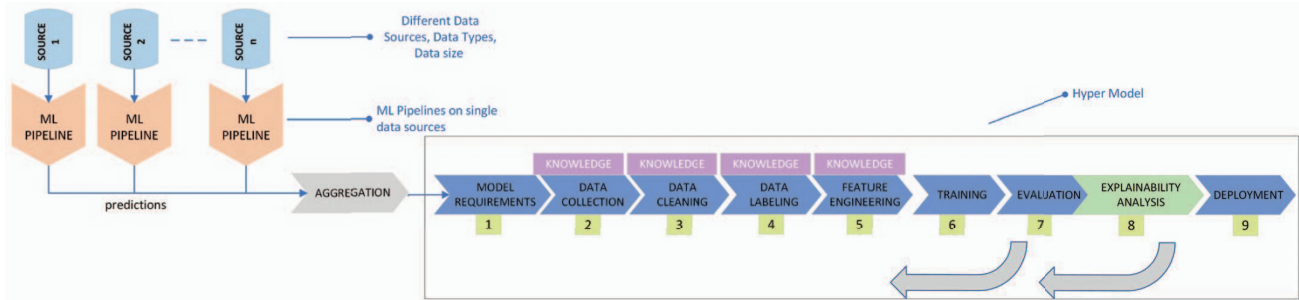 SOURCE
1
SOURCE
2
SOURCE
n
Different Data
Sources, Data Types,
Data size
ML
PIPELINE
ML
PIPELINE
ML
PIPELINE
ML Pipelines on single
data sources
Hyper Model
predictions
AGGREGATION
KNOWLEDGE
KNOWLEDGE
KNOWLEDGE
KNOWLEDGE
MODEL
REQUIREMENTS
DATA
COLLECTION
DATA
CLEANING
DATA
LABELING
FEATURE
ENGINEERING
TRAINING
EVALUATION
EXPLAINABILITY
ANALYSIS
DEPLOYMENT
1
2
3
4
5
6
7
8
9